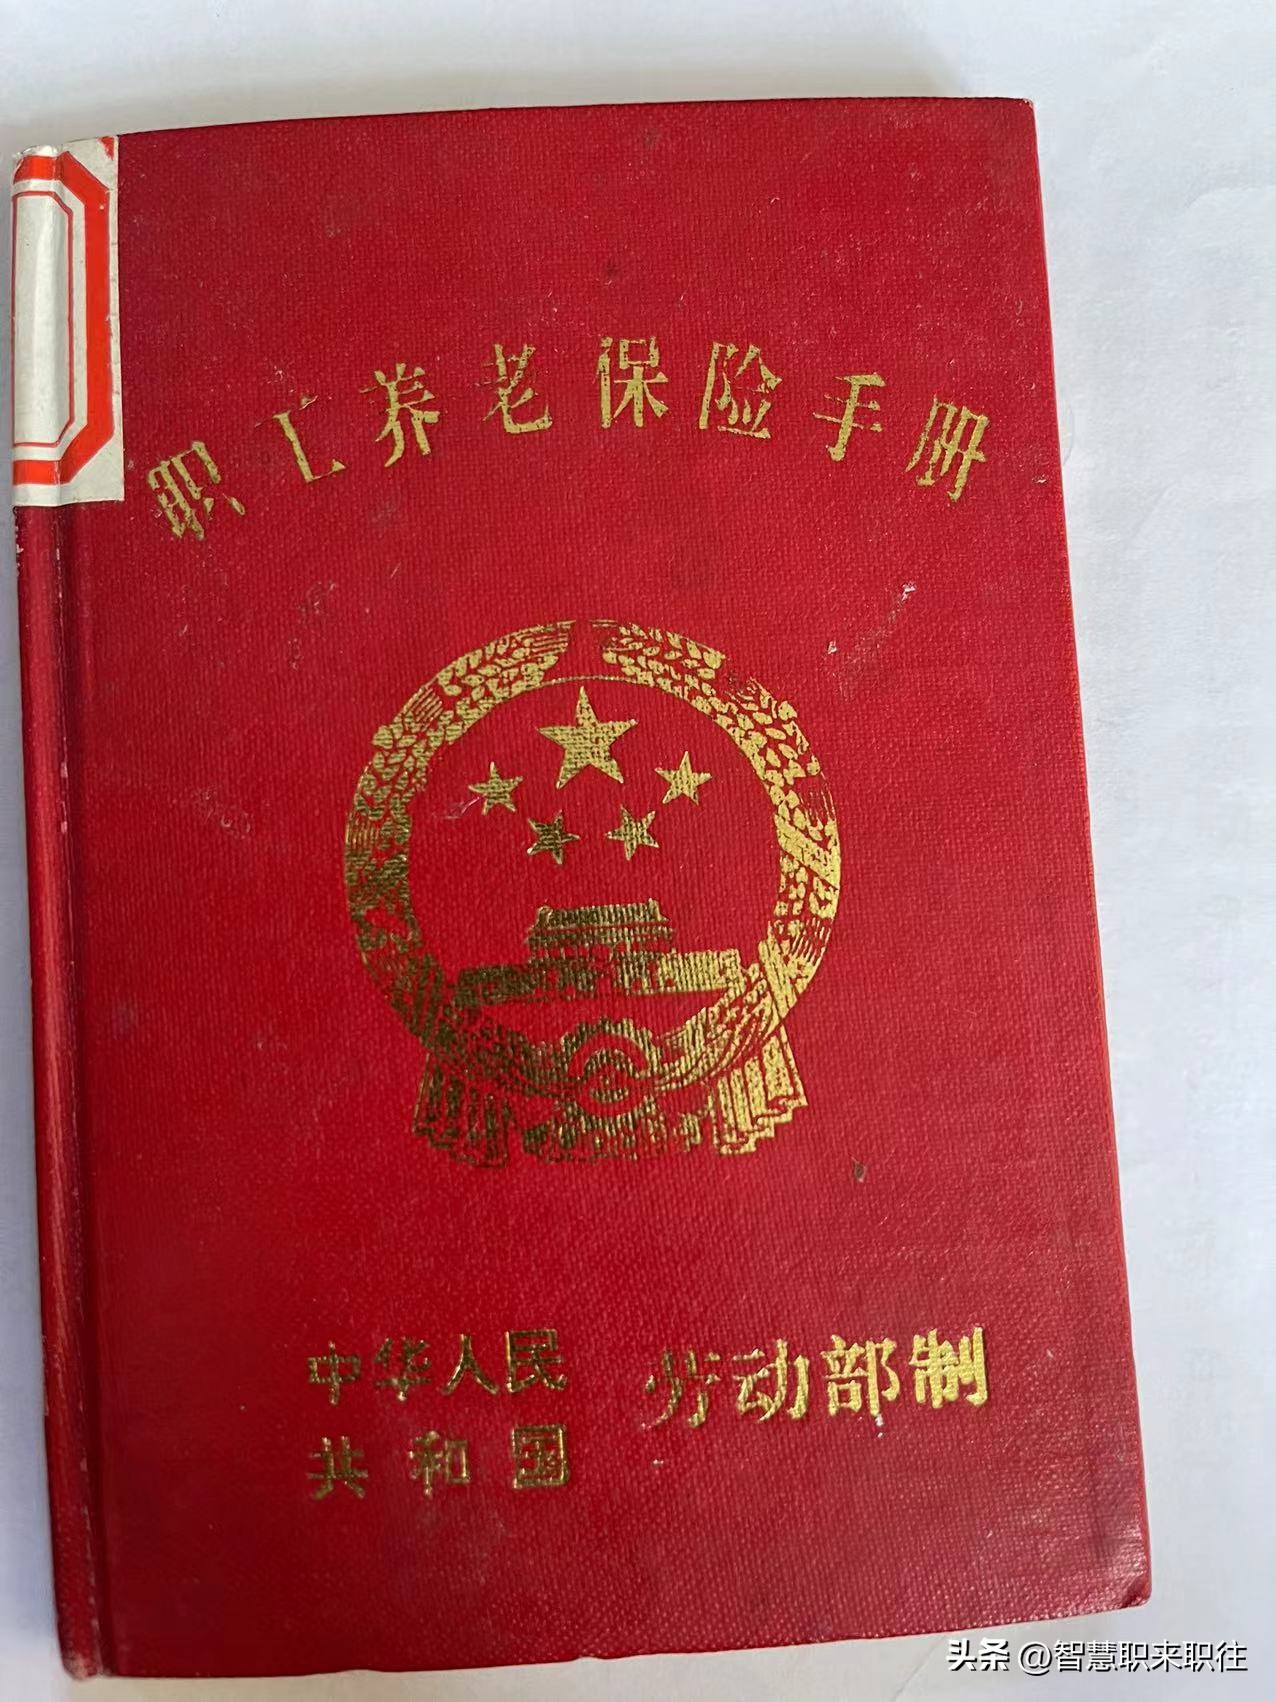 职工养老保险手册
中华人民
共和国
劳动部制
头条 @智慧职来职往